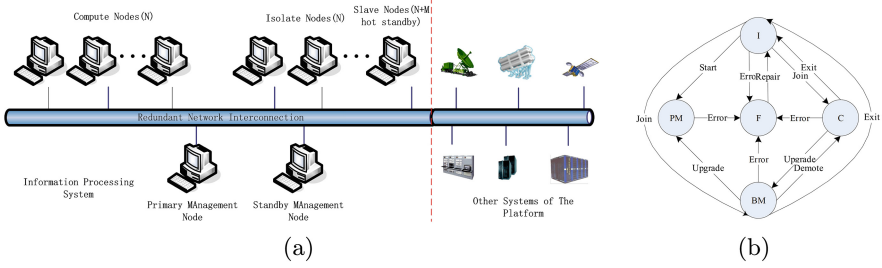 Compute Nodes(N)
Isolate Nodes(N)
Slave Nodes(N+M
hot standby)
Redundant Network Interconnection
Information Processing
System
Primary MAnagement
Node
Standby MAnagement
Node
Other Systems of The
Platform
(a)
I
Start
Error
Repair
Exit
Join
Join
PM
Error
F
Error
C
Exit
Error
Upgrade
Upgrade
Demote
BM
(b)